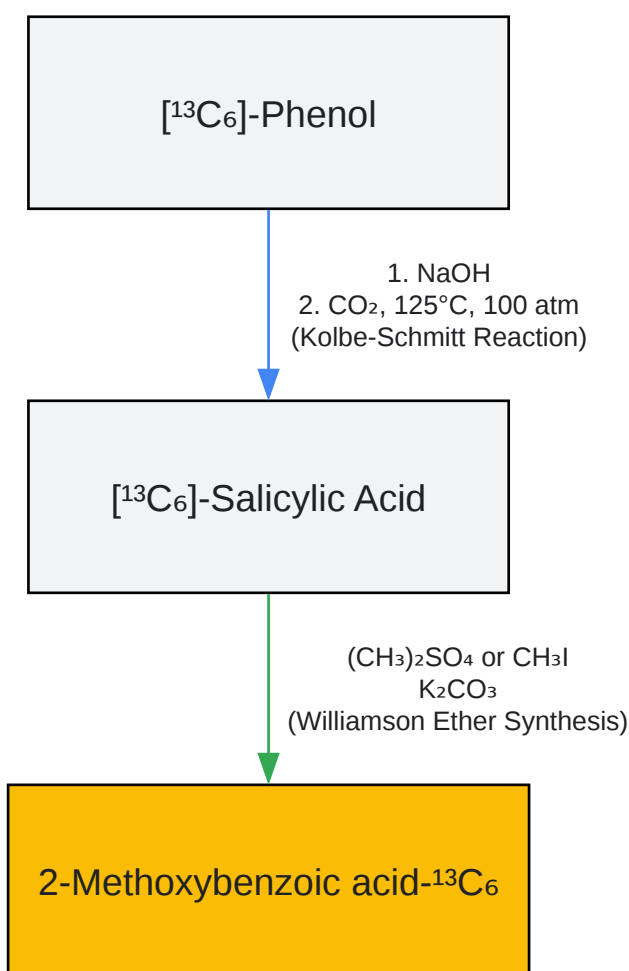 [¹³C₆]-Phenol
1. NaOH
2. CO₂, 125°C, 100 atm
(Kolbe-Schmitt Reaction)
[¹³C₆]-Salicylic Acid
(CH₃)₂SO₄ or CH₃I
K₂CO₃
(Williamson Ether Synthesis)
2-Methoxybenzoic acid-¹³C₆